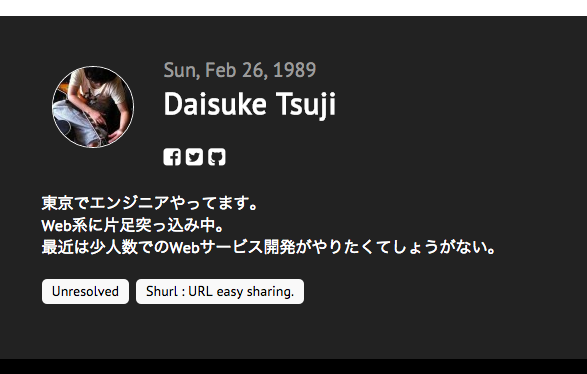 Sun, Feb 26, 1989
Daisuke Tsuji
東京でエンジニアやってます。
Web系に片足突っ込み中。
最近は少人数でのWebサービス開発がやりたくてしょうがない。
Unresolved
Shurl : URL easy sharing.